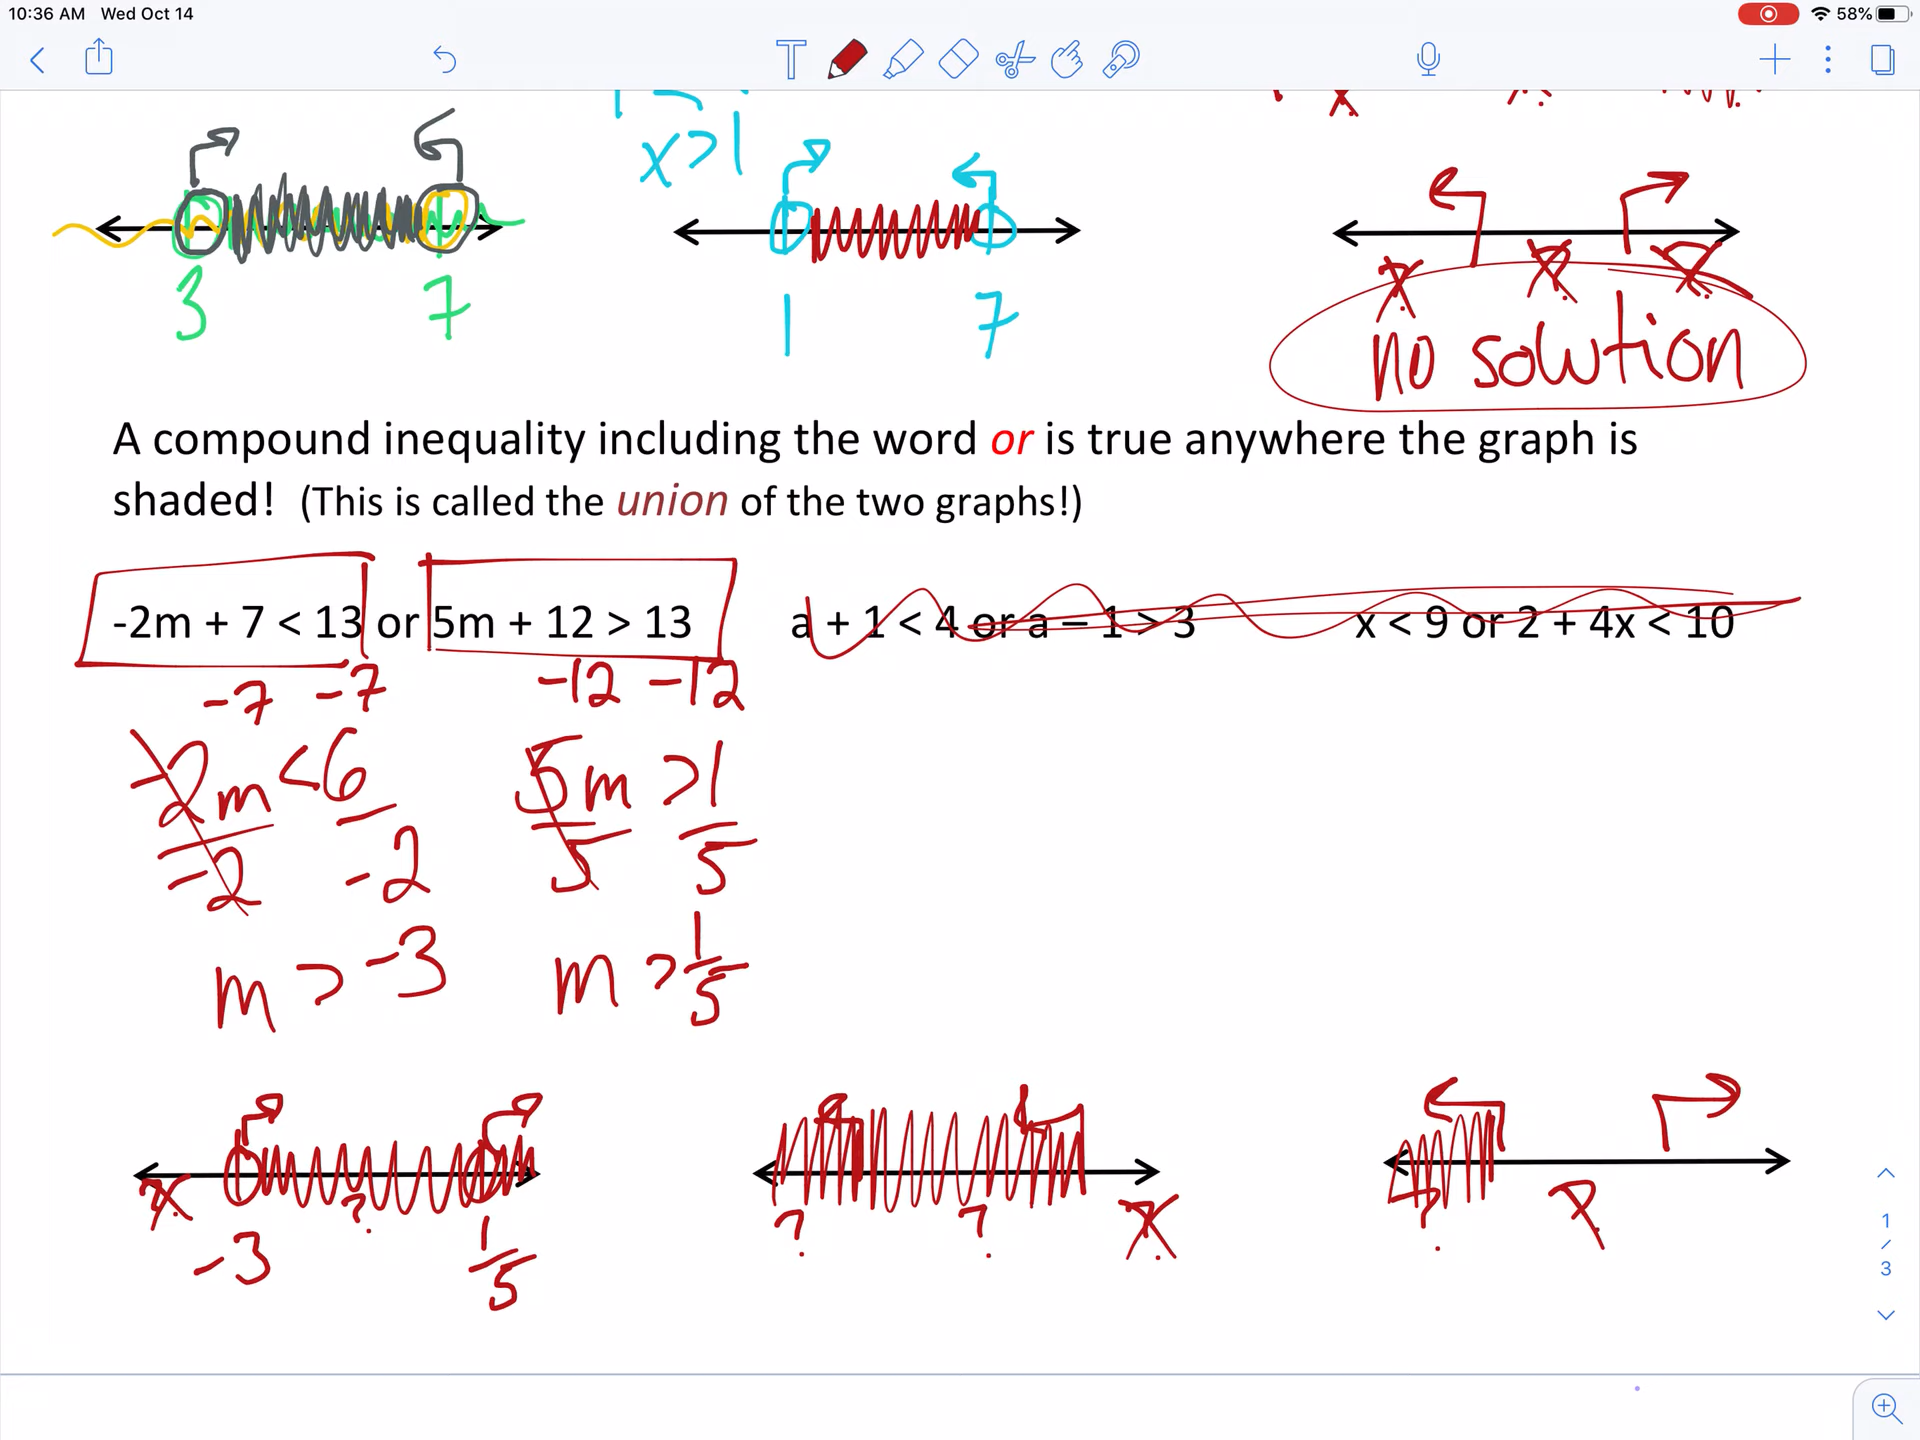 10:36 AM Wed Oct 14
58%
T
x > 1
3 7
1 7
no solution
A compound inequality including the word or is true anywhere the graph is
shaded! (This is called the union of the two graphs!)
-2m + 7 < 13 or 5m + 12 > 13
a + 1 < 4 or a – 1 > 3
x < 9 or 2 + 4x < 10
-7 -7 -12 -12
-2m < 6 5m > 1
-2 -2 5 5
m > -3 m > 1/5
? ? ? ? ? ? ?
-3 1/5
1
/
3